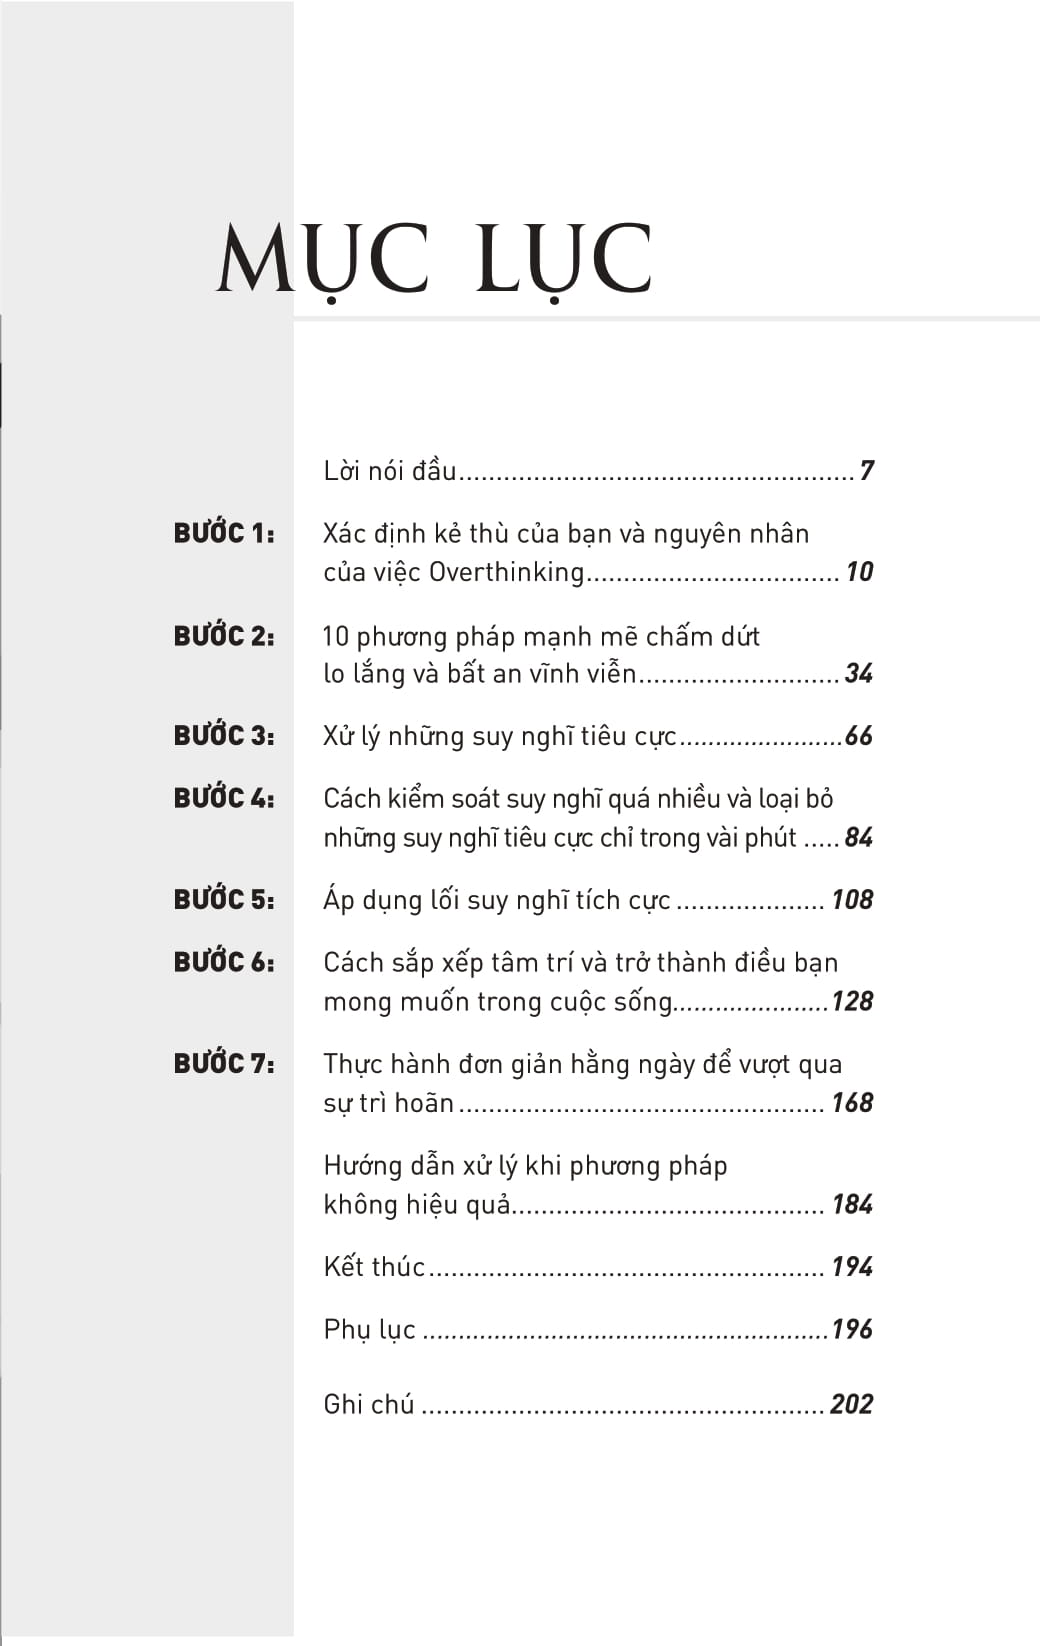 MỤC LỤC
Lời nói đầu..................................................... 7
BƯỚC 1: Xác định kẻ thù của bạn và nguyên nhân
của việc Overthinking.................................. 10
BƯỚC 2: 10 phương pháp mạnh mẽ chấm dứt
lo lắng và bất an vĩnh viễn........................... 34
BƯỚC 3: Xử lý những suy nghĩ tiêu cực......................66
BƯỚC 4: Cách kiểm soát suy nghĩ quá nhiều và loại bỏ
những suy nghĩ tiêu cực chỉ trong vài phút ..... 84
BƯỚC 5: Áp dụng lối suy nghĩ tích cực .................... 108
BƯỚC 6: Cách sắp xếp tâm trí và trở thành điều bạn
mong muốn trong cuộc sống......................128
BƯỚC 7: Thực hành đơn giản hằng ngày để vượt qua
sự trì hoãn ................................................. 168
Hướng dẫn xử lý khi phương pháp
không hiệu quả.......................................... 184
Kết thúc..................................................... 194
Phụ lục .........................................................196
Ghi chú ...................................................... 202